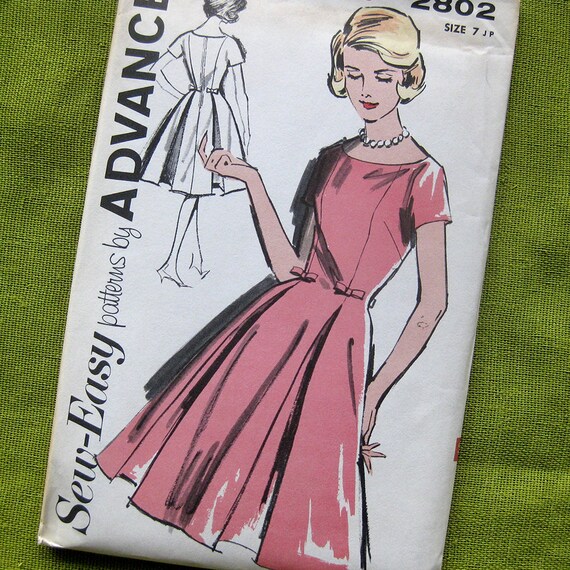 2802
SIZE 7 JP
Sew-Easy patterns by ADVANCE